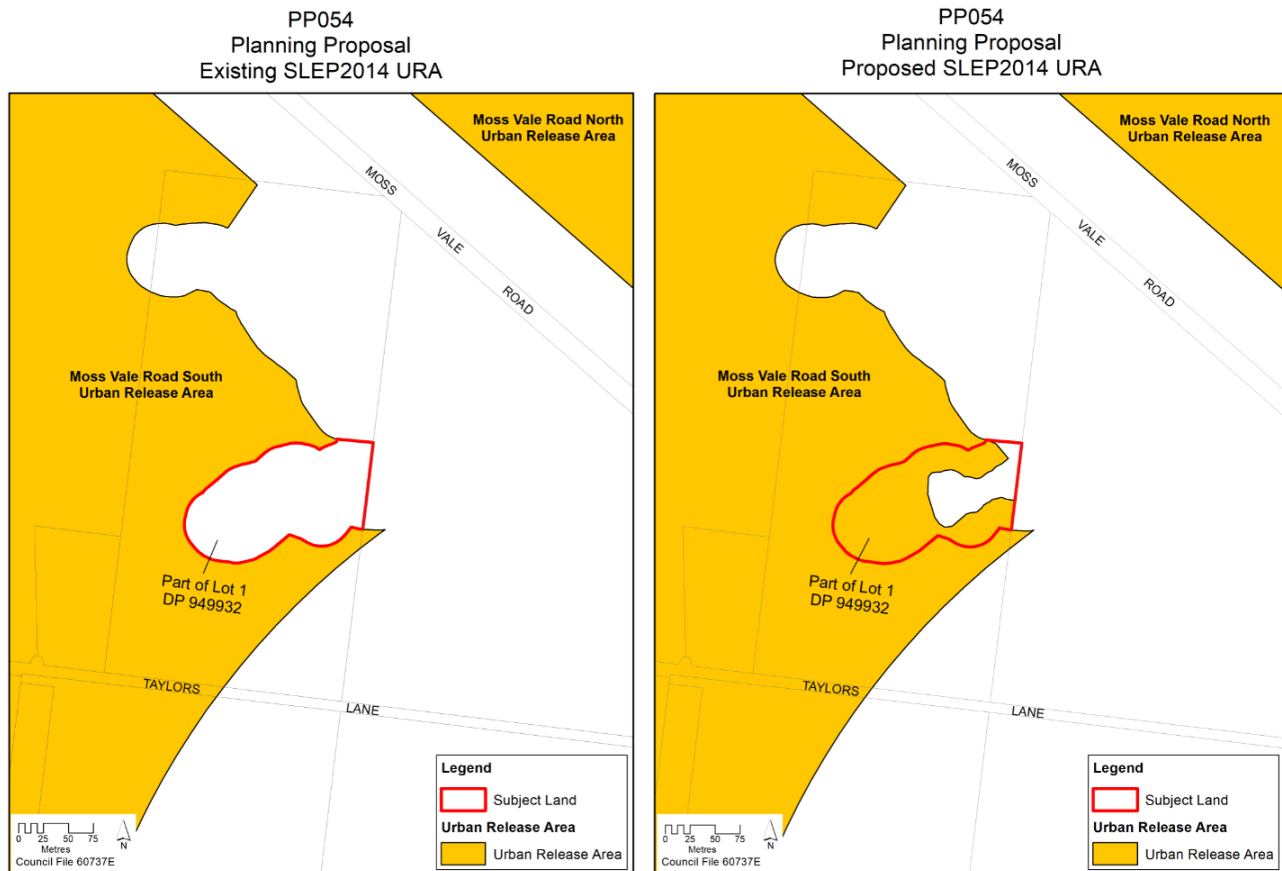 PP054
Planning Proposal
Existing SLEP2014 URA
Moss Vale Road North
Urban Release Area
MOSS
VALE
ROAD
Moss Vale Road South
Urban Release Area
Part of Lot 1
DP 949932
TAYLORS
LANE
Legend
Subject Land
Urban Release Area
Urban Release Area
0 25 50 75
Metres
N
Council File 60737E
PP054
Planning Proposal
Proposed SLEP2014 URA
Moss Vale Road North
Urban Release Area
MOSS
VALE
ROAD
Moss Vale Road South
Urban Release Area
Part of Lot 1
DP 949932
TAYLORS
LANE
Legend
Subject Land
Urban Release Area
Urban Release Area
0 25 50 75
Metres
N
Council File 60737E